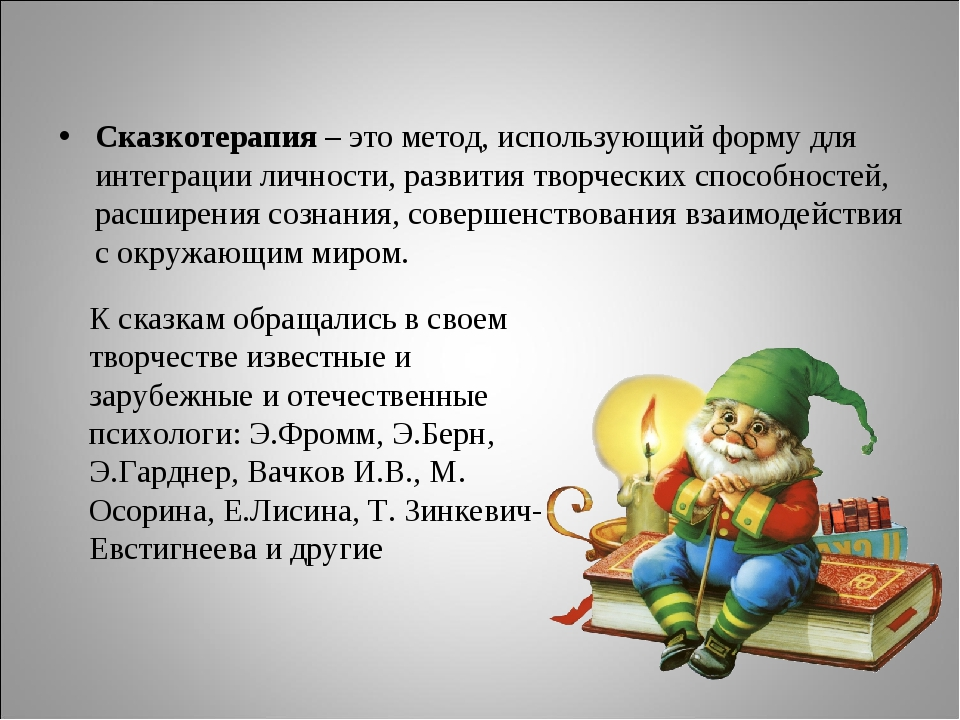 • Сказкотерапия – это метод, использующий форму для
интеграции личности, развития творческих способностей,
расширения сознания, совершенствования взаимодействия
с окружающим миром.
К сказкам обращались в своем
творчестве известные и
зарубежные и отечественные
психологи: Э.Фромм, Э.Берн,
Э.Гарднер, Вачков И.В., М.
Осорина, Е.Лисина, Т. Зинкевич-
Евстигнеева и другие